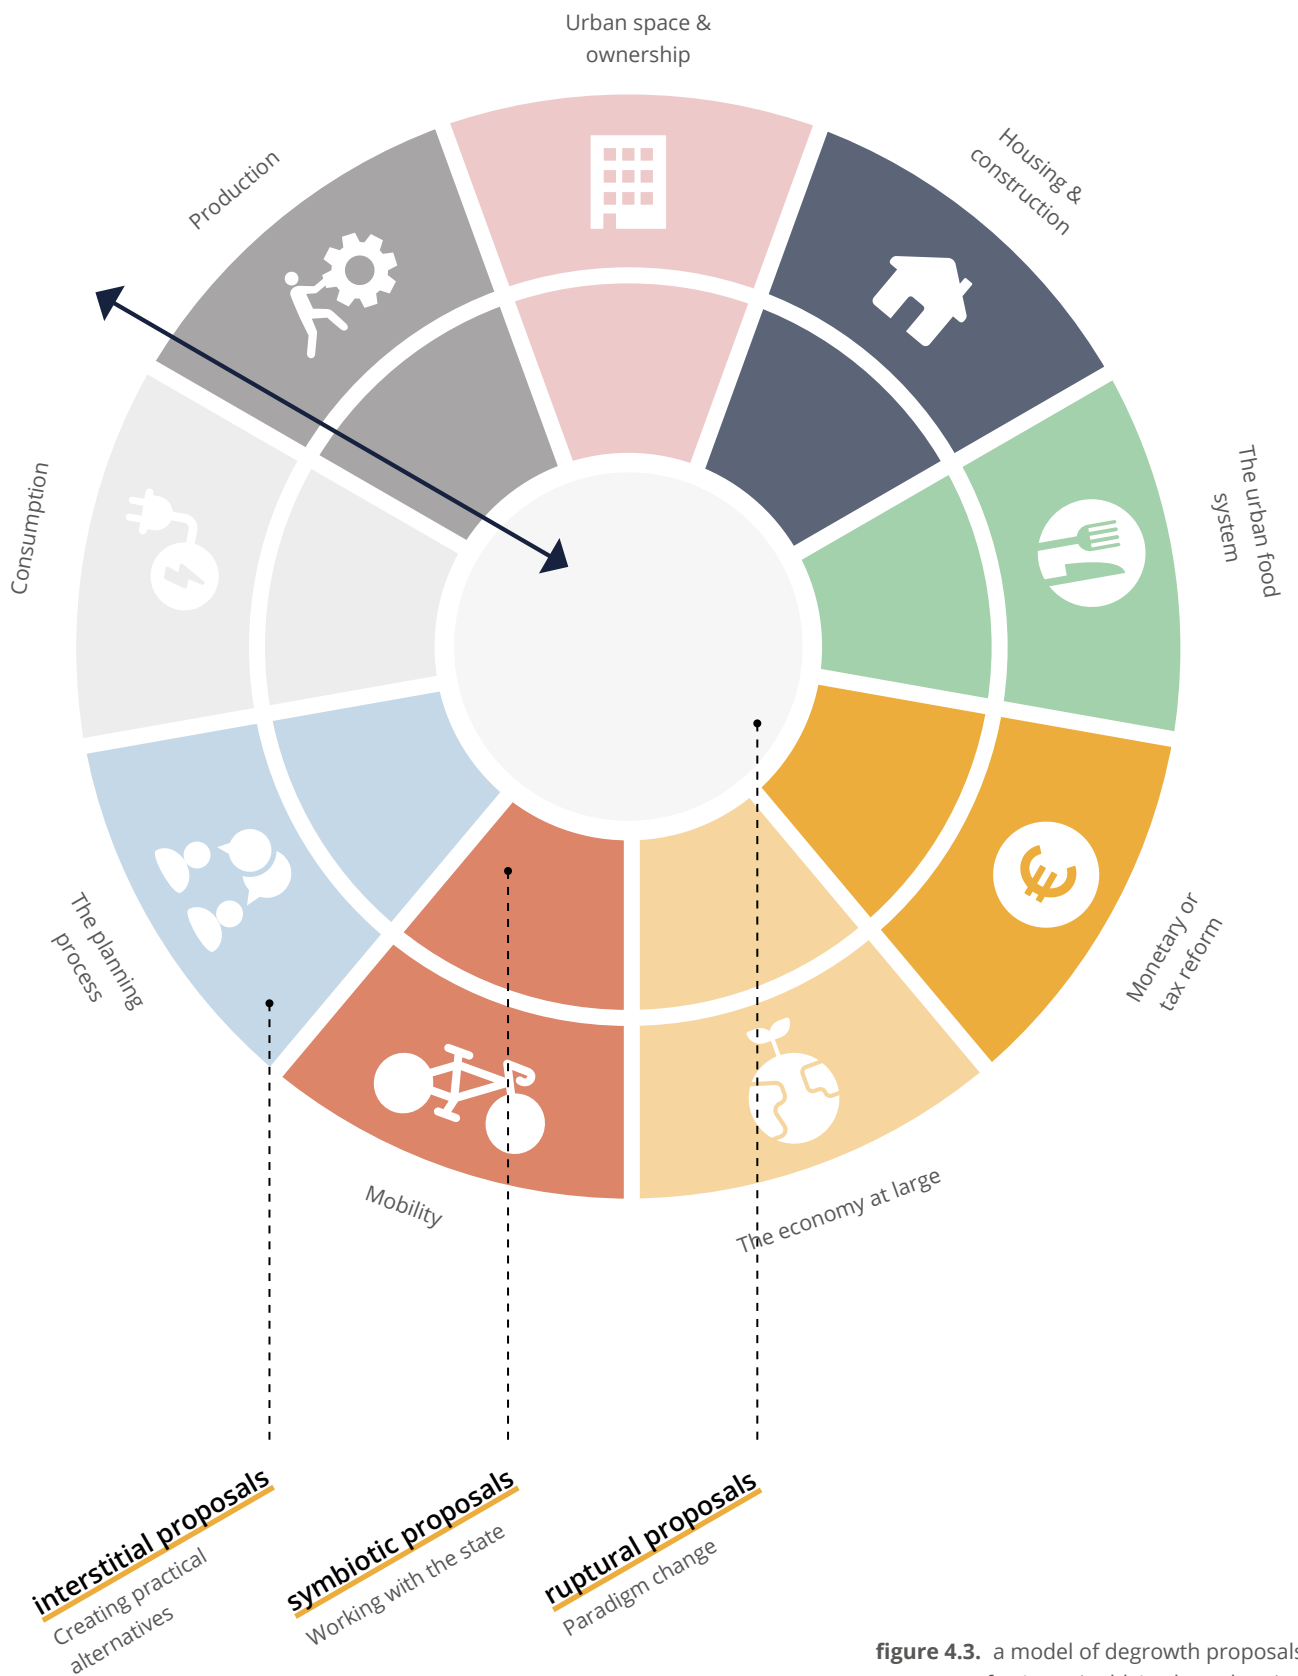 Urban space &
ownership
Housing &
construction
The urban food
system
Monetary or
tax reform
The economy at large
Mobility
The planning
process
Consumption
Production
interstitial proposals
Creating practical
alternatives
symbiotic proposals
Working with the state
ruptural proposals
Paradigm change
figure 4.3. a model of degrowth proposals